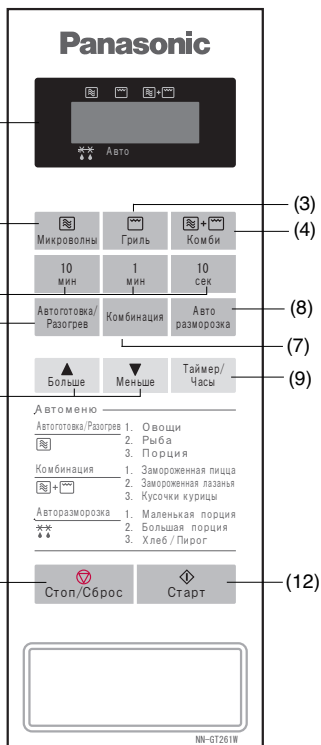 Panasonic
Авто
(3)
Микроволны Гриль Комби
(4)
10 мин
1 мин
10 сек
Автоготовка/
Разогрев
Комбинация
Авто
разморозка
(8)
(7)
Больше Меньше
Таймер/
Часы
(9)
Автоменю
Автоготовка/Разогрев 1. Овощи
2. Рыба
3. Порция
Комбинация 1. Замороженная пицца
2. Замороженная лазанья
3. Кусочки курицы
Авторазморозка 1. Маленькая порция
2. Большая порция
3. Хлеб/Пирог
Стоп/Сброс Старт
(12)
NN-GT261W